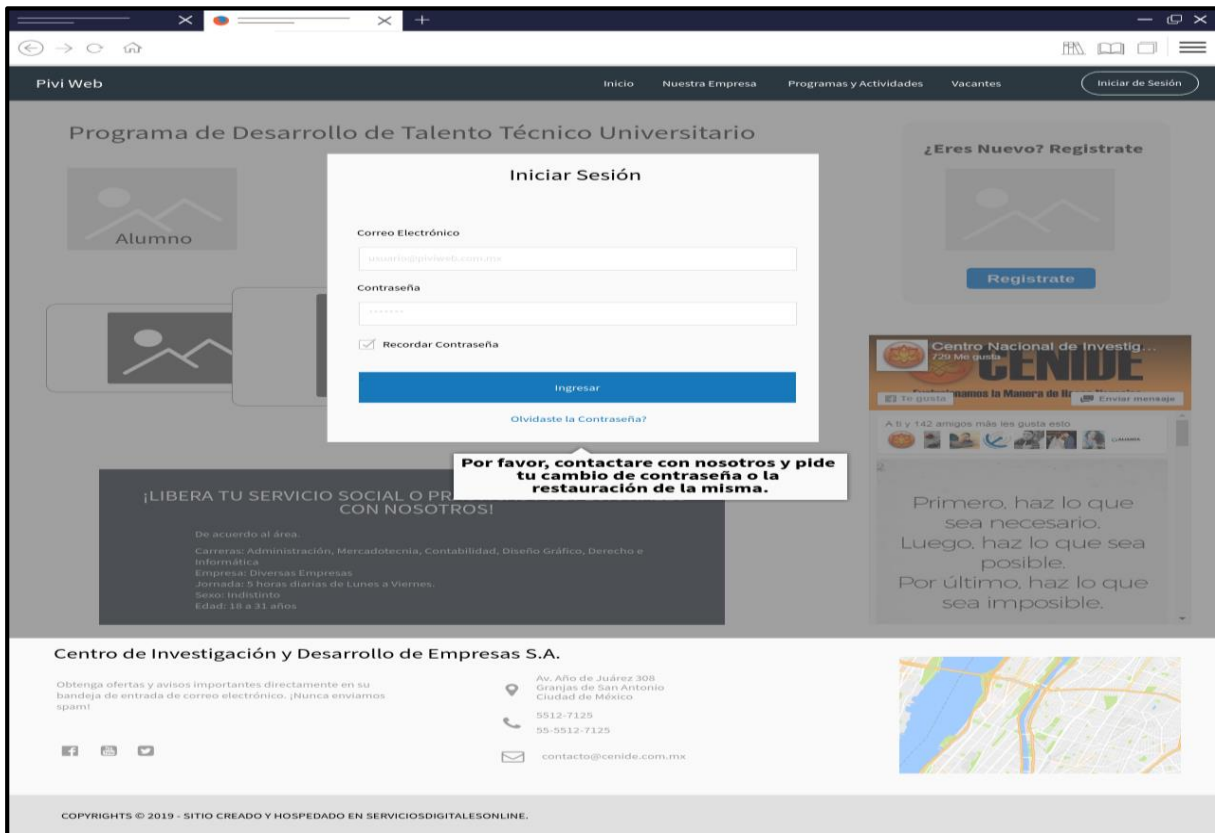 Pivi Web
Inicio
Nuestra Empresa
Programas y Actividades
Vacantes
Iniciar de Sesión
Programa de Desarrollo de Talento Técnico Universitario
¿Eres Nuevo? Registrate
Alumno
Registrate
Iniciar Sesión
Correo Electrónico
usuario@piviweb.com.mx
Contraseña
*******
Recordar Contraseña
Ingresar
Olvidaste la Contraseña?
Por favor, contactare con nosotros y pide
tu cambio de contraseña o la
restauración de la misma.
Centro Nacional de Investig...
729 Me gusta
CENIDE
namos la Manera de
Te gusta
Enviar mensaje
A ti y 142 amigos más les gusta esto
Primero, haz lo que
sea necesario.
Luego, haz lo que sea
posible.
Por último, haz lo que
sea imposible.
¡LIBERA TU SERVICIO SOCIAL O
CON NOSOTROS!
De acuerdo al área.
Carreras: Administración, Mercadotecnia, Contabilidad, Diseño Gráfico, Derecho e
Informática
Empresa: Diversas Empresas
Jornada: 5 horas diarias de Lunes a Viernes.
Sexo: Indistinto
Edad: 18 a 31 años
Centro de Investigación y Desarrollo de Empresas S.A.
Obtenga ofertas y avisos importantes directamente en su
bandeja de entrada de correo electrónico. ¡Nunca enviamos
spam!
Av. Año de Juárez 308
Granjas de San Antonio
Ciudad de México
5512-7125
55-5512-7125
contacto@cenide.com.mx
COPYRIGHTS © 2019 - SITIO CREADO Y HOSPEDADO EN SERVICIOSDIGITALESONLINE.